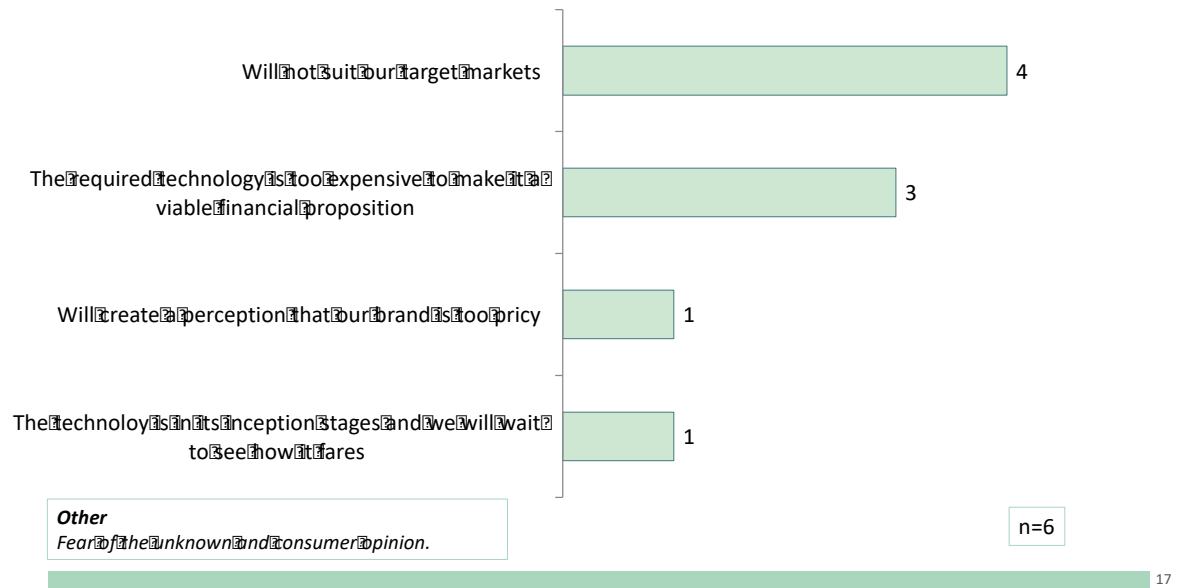 Will not suit our target markets
4
The required technology is too expensive to make it a
viable financial proposition
3
Will create a perception that our brand is too pricy
1
The technoloy is in its inception stages and we will wait
to see how it fares
1
Other
Fear of the unknown and consumer opinion.
n=6
17